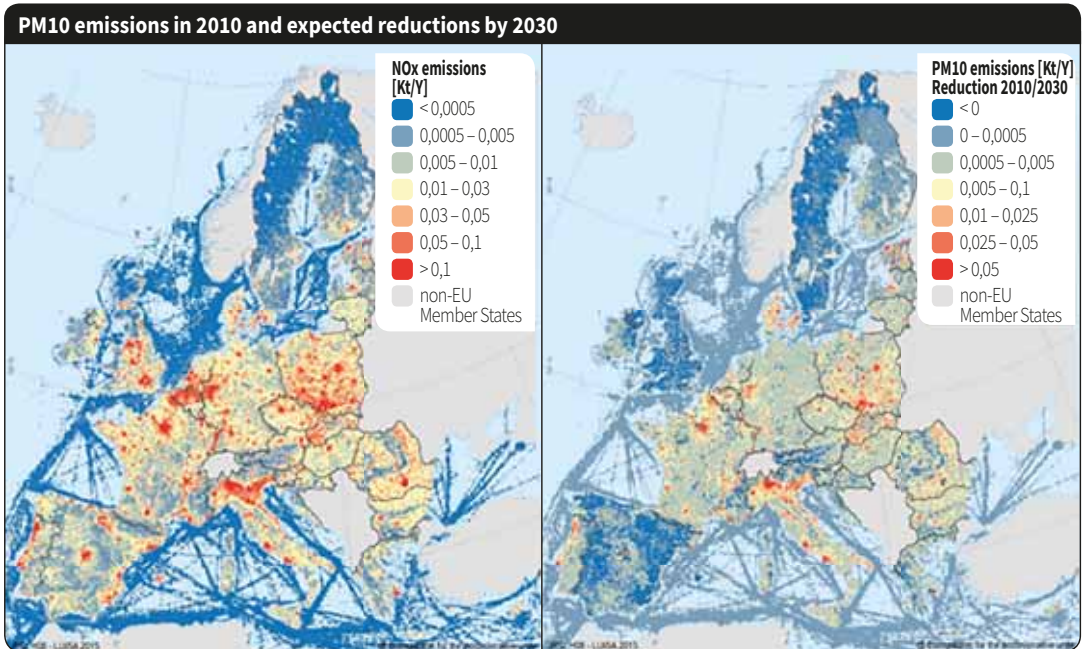 PM10 emissions in 2010 and expected reductions by 2030
NOx emissions
[Kt/Y]
< 0,0005
0,0005 – 0,005
0,005 – 0,01
0,01 – 0,03
0,03 – 0,05
0,05 – 0,1
> 0,1
non-EU
Member States
PM10 emissions [Kt/Y]
Reduction 2010/2030
< 0
0 – 0,0005
0,0005 – 0,005
0,005 – 0,1
0,01 – 0,025
0,025 – 0,05
> 0,05
non-EU
Member States
LUISA 2015